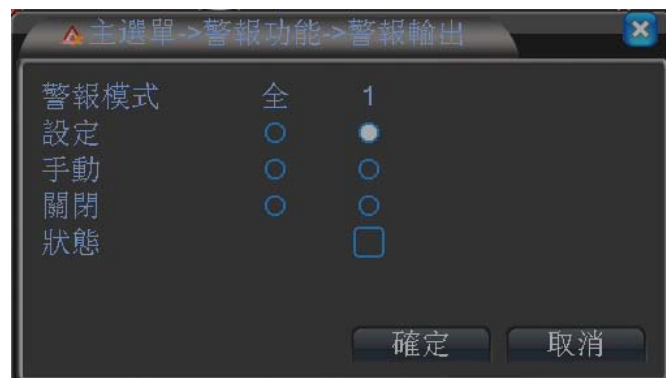 主選單->警報功能->警報輸出
警報模式 全 1
設定
手動
關閉
狀態
確定 取消